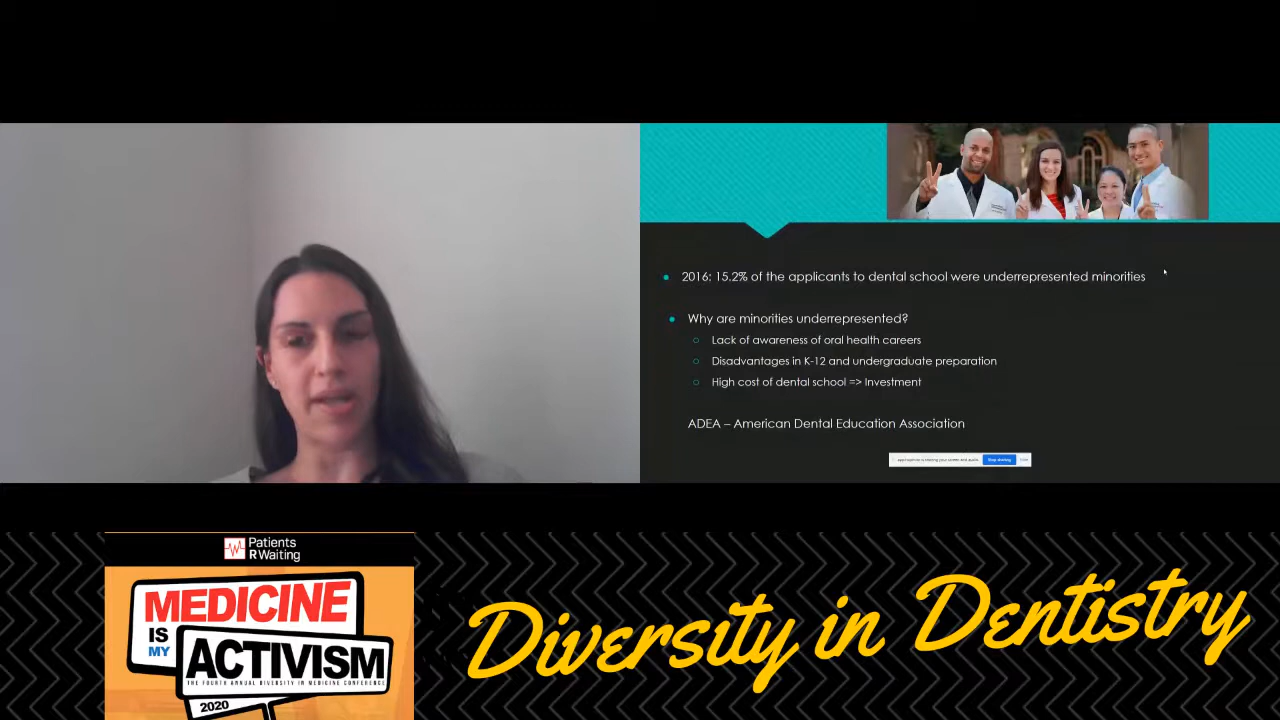 2016: 15.2% of the applicants to dental school were underrepresented minorities
Why are minorities underrepresented?
Lack of awareness of oral health careers
Disadvantages in K-12 and undergraduate preparation
High cost of dental school => Investment
ADEA – American Dental Education Association
Stop sharing
Patients
R Waiting
MEDICINE
IS
MY
ACTIVISM
THE FOURTH ANNUAL DIVERSITY IN MEDICINE CONFERENCE
2020
Diversity in Dentistry